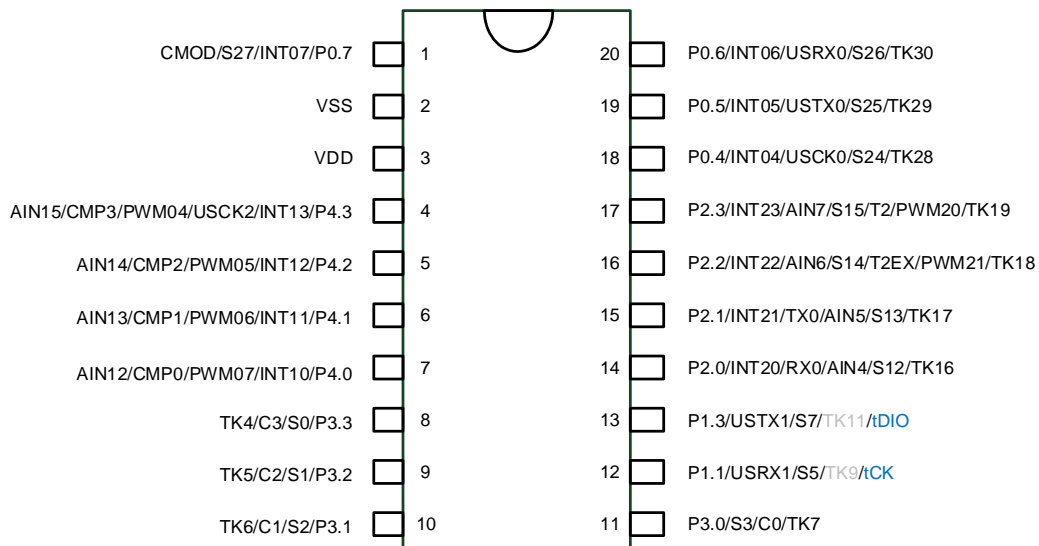 CMOD/S27/INT07/P0.7 1 20 P0.6/INT06/USRX0/S26/TK30
VSS 2 19 P0.5/INT05/USTX0/S25/TK29
VDD 3 18 P0.4/INT04/USCK0/S24/TK28
AIN15/CMP3/PWM04/USCK2/INT13/P4.3 4 17 P2.3/INT23/AIN7/S15/T2/PWM20/TK19
AIN14/CMP2/PWM05/INT12/P4.2 5 16 P2.2/INT22/AIN6/S14/T2EX/PWM21/TK18
AIN13/CMP1/PWM06/INT11/P4.1 6 15 P2.1/INT21/TX0/AIN5/S13/TK17
AIN12/CMP0/PWM07/INT10/P4.0 7 14 P2.0/INT20/RX0/AIN4/S12/TK16
TK4/C3/S0/P3.3 8 13 P1.3/USTX1/S7/TK11/tDIO
TK5/C2/S1/P3.2 9 12 P1.1/USRX1/S5/TK9/tCK
TK6/C1/S2/P3.1 10 11 P3.0/S3/C0/TK7